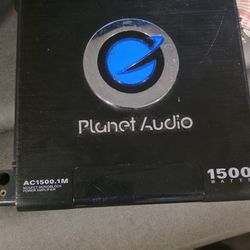 Planet Audio
AC1500.1M
MOSFET MONOBLOCK
POWER AMPLIFIER
1500
WATTS